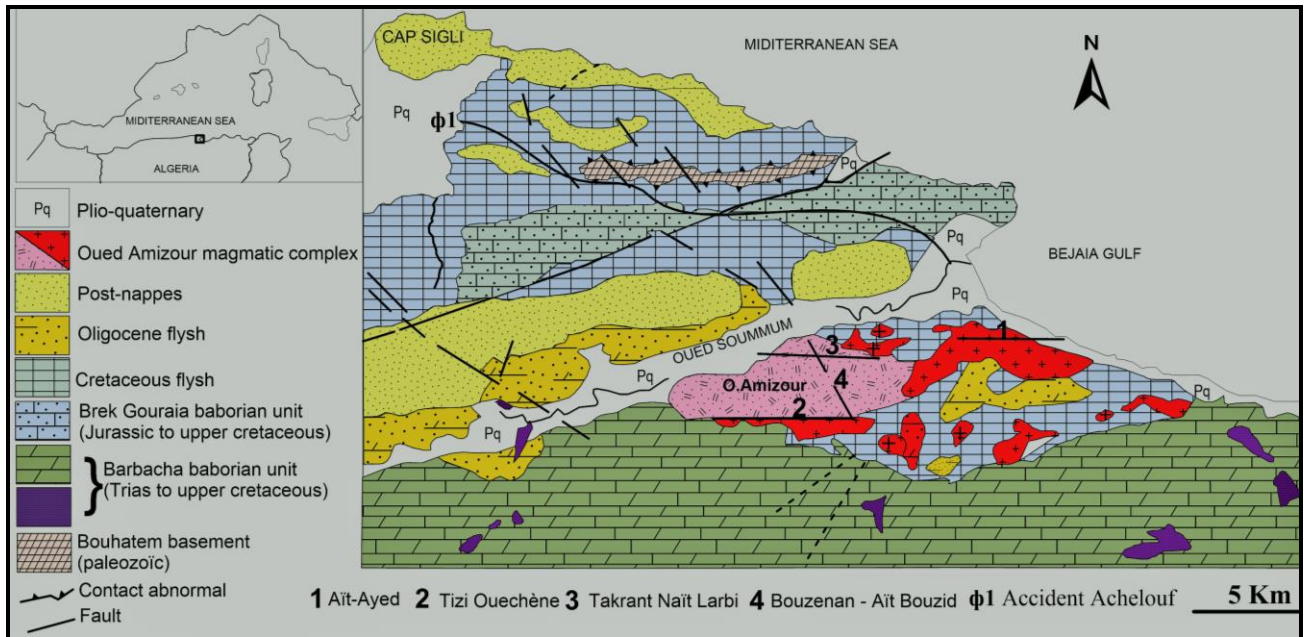 MIDITERRANEAN SEA
ALGERIA
Pq Plio-quaternary
Oued Amizour magmatic complex
Post-nappes
Oligocene flysh
Cretaceous flysh
Brek Gouraia baborian unit
(Jurassic to upper cretaceous)
} Barbacha baborian unit
(Trias to upper cretaceous)
Bouhatem basement
(paleozoïc)
Contact abnormal
Fault
CAP SIGLI
MIDITERRANEAN SEA
N
Pq
ϕ1
Pq
Pq
BEJAIA GULF
Pq
OUED SOUMMUM
1
3
Pq
O.Amizour
4
Pq
2
Pq
1 Aït-Ayed 2 Tizi Ouechène 3 Takrant Naït Larbi 4 Bouzenan - Aït Bouzid ϕ1 Accident Achelouf 5 Km